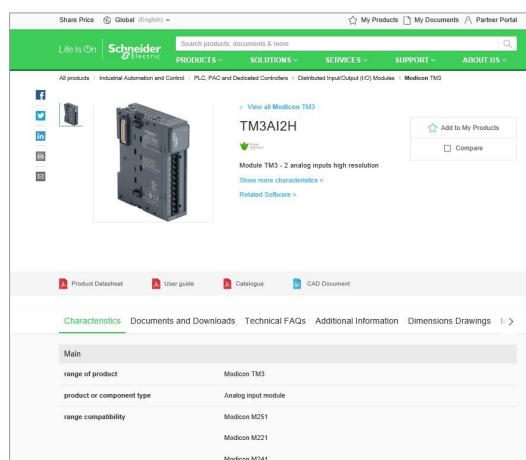 Share Price Global (English) My Products My Documents Partner Portal
Life Is On Schneider Electric
Search products, documents & more
PRODUCTS SOLUTIONS SERVICES SUPPORT ABOUT US
All products Industrial Automation and Control PLC, PAC and Dedicated Controllers Distributed Input/Output (I/O) Modules Modicon TM3
< View all Modicon TM3
TM3AI2H
Add to My Products
Compare
Module TM3 - 2 analog inputs high resolution
Show more characteristics >
Related Software >
Product Datasheet User guide Catalogue CAD Document
Characteristics Documents and Downloads Technical FAQs Additional Information Dimensions Drawings
Main
range of product Modicon TM3
product or component type Analog input module
range compatibility Modicon M251
Modicon M221
Modicon M241